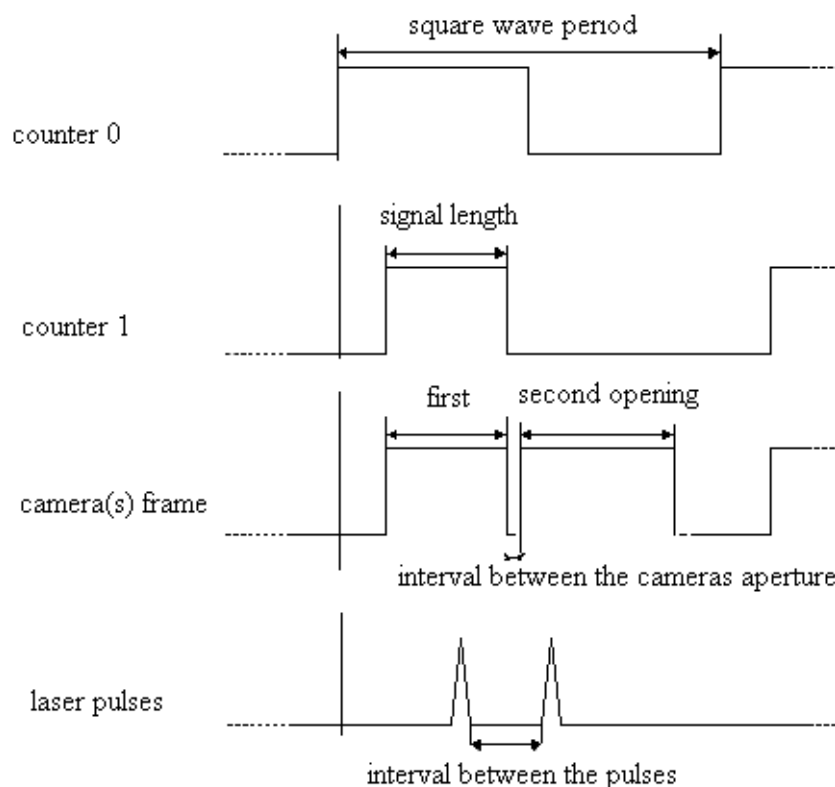 square wave period
counter 0
signal length
counter 1
first
second opening
camera(s) frame
interval between the cameras aperture
laser pulses
interval between the pulses